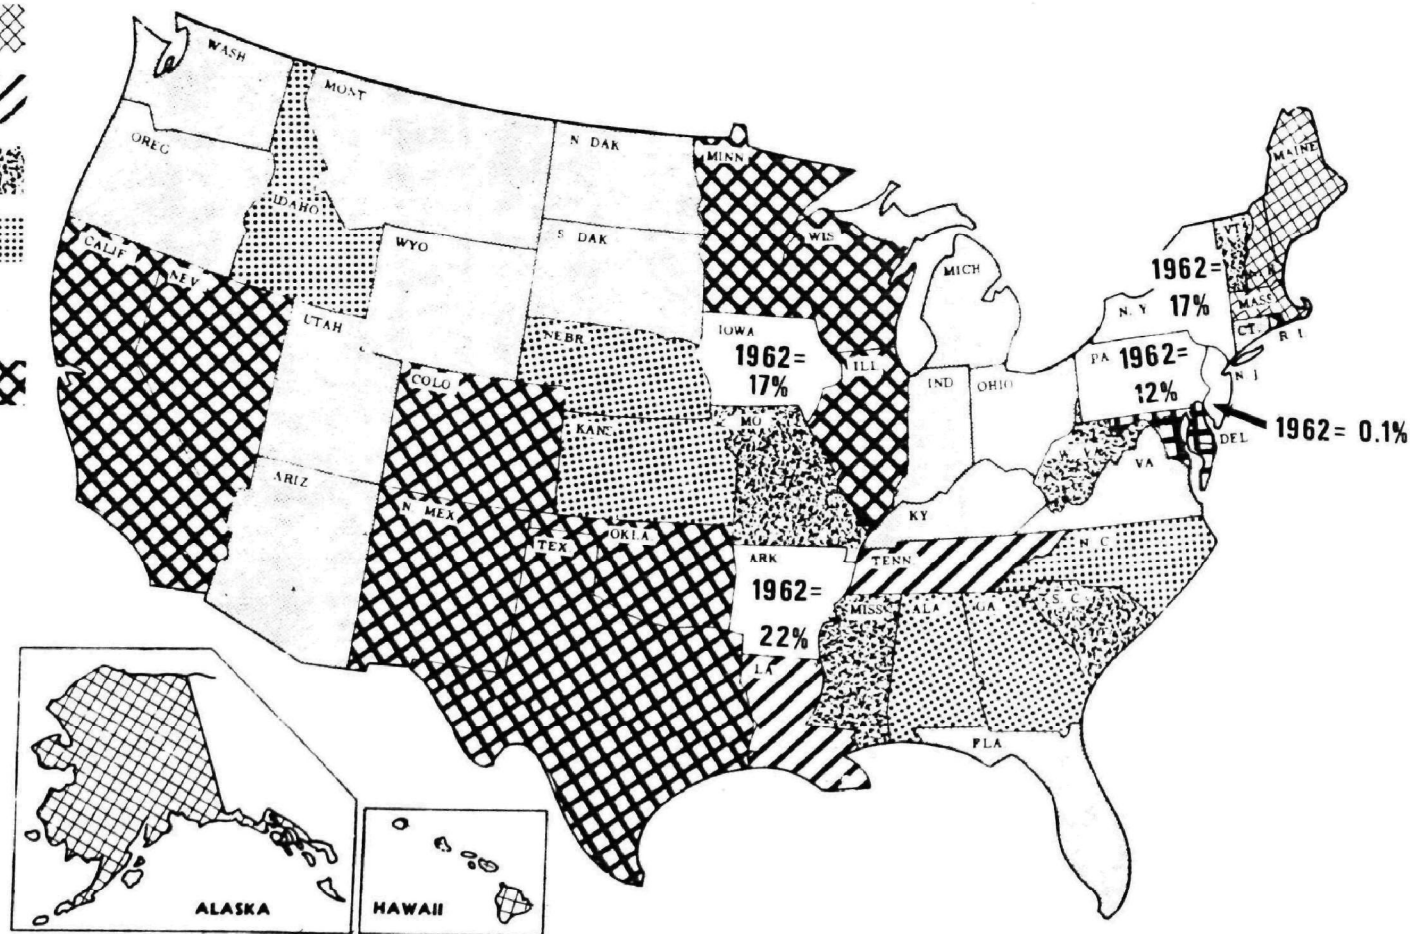 WASH
MONT
OREG
N DAK
MINN
MAINE
IDAHO
S DAK
WIS
VT
CALIF
WYO
MICH
1962=
NEV
N. Y
17%
MASS
UTAH
NEBR
IOWA
CT.
R I
1962=
17%
PA
1962=
12%
N J
COLO
ILL
IND
OHIO
KANS
MO
1962= 0.1%
DEL
W VA
VA
ARIZ
N MEX
TEX
OKLA
KY
N C
ARK
1962=
22%
TENN
MISS
ALA
GA
S C
LA
FLA
ALASKA
HAWAII